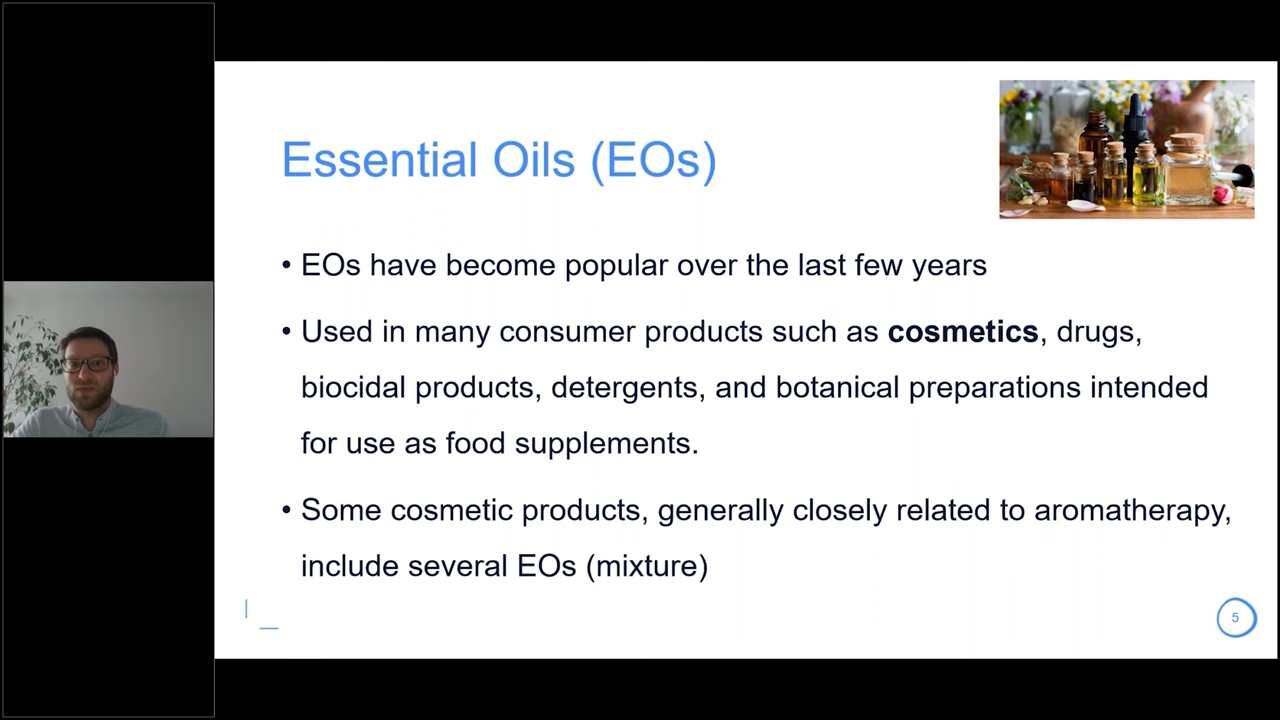 Essential Oils (EOs)
• EOs have become popular over the last few years
• Used in many consumer products such as cosmetics, drugs,
biocidal products, detergents, and botanical preparations intended
for use as food supplements.
• Some cosmetic products, generally closely related to aromatherapy,
include several EOs (mixture)
5